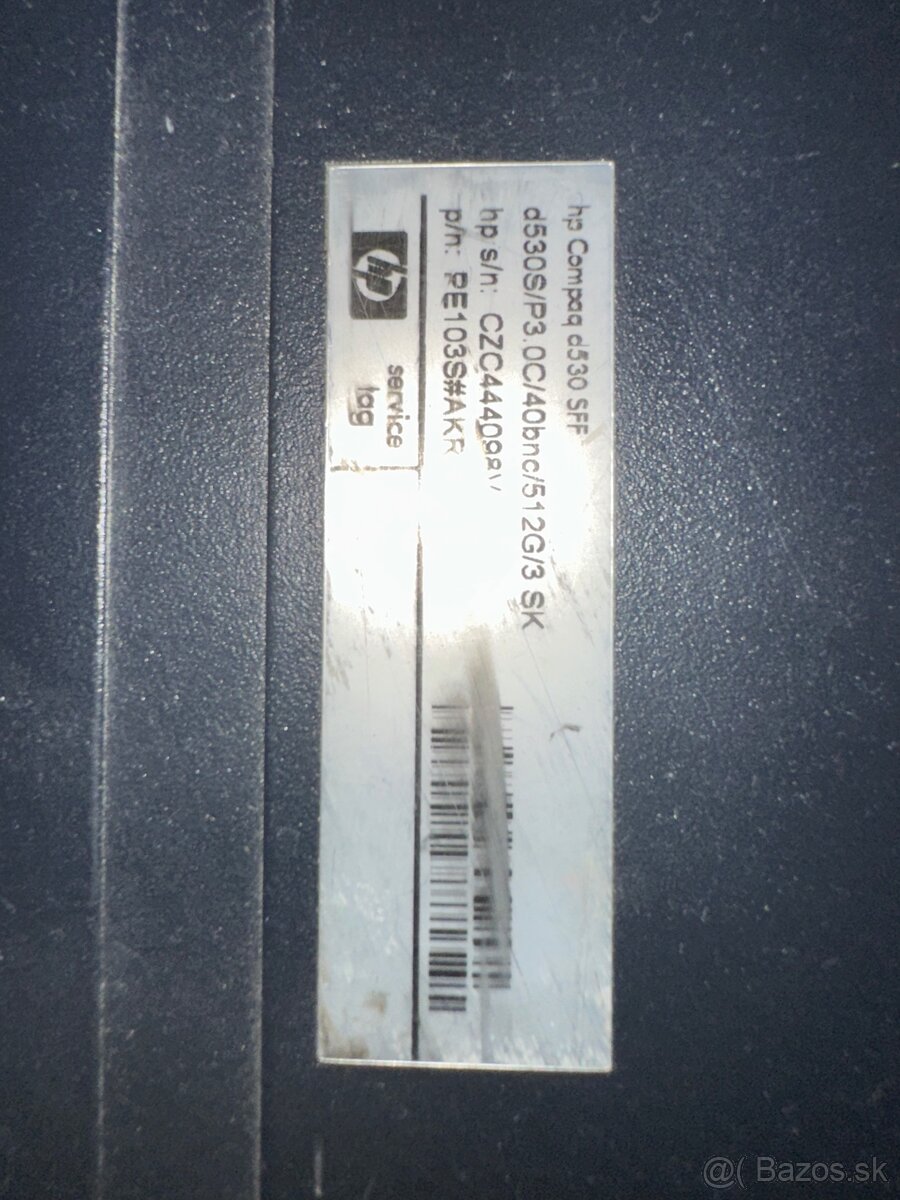 hp Compaq d530 SFF
d530S/P3.0C/40bnc/512G/3 SK
hp s/n:
p/n: PE103S#AKR
hp
service
tag
@( Bazos.sk